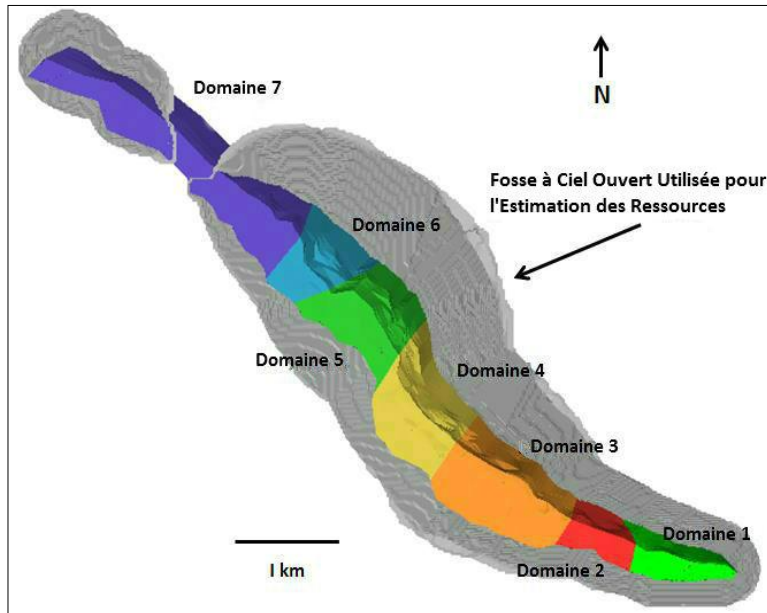 Domaine 7
N
Fosse à Ciel Ouvert Utilisée pour
l'Estimation des Ressources
Domaine 6
Domaine 5
Domaine 4
Domaine 3
Domaine 1
Domaine 2
I km